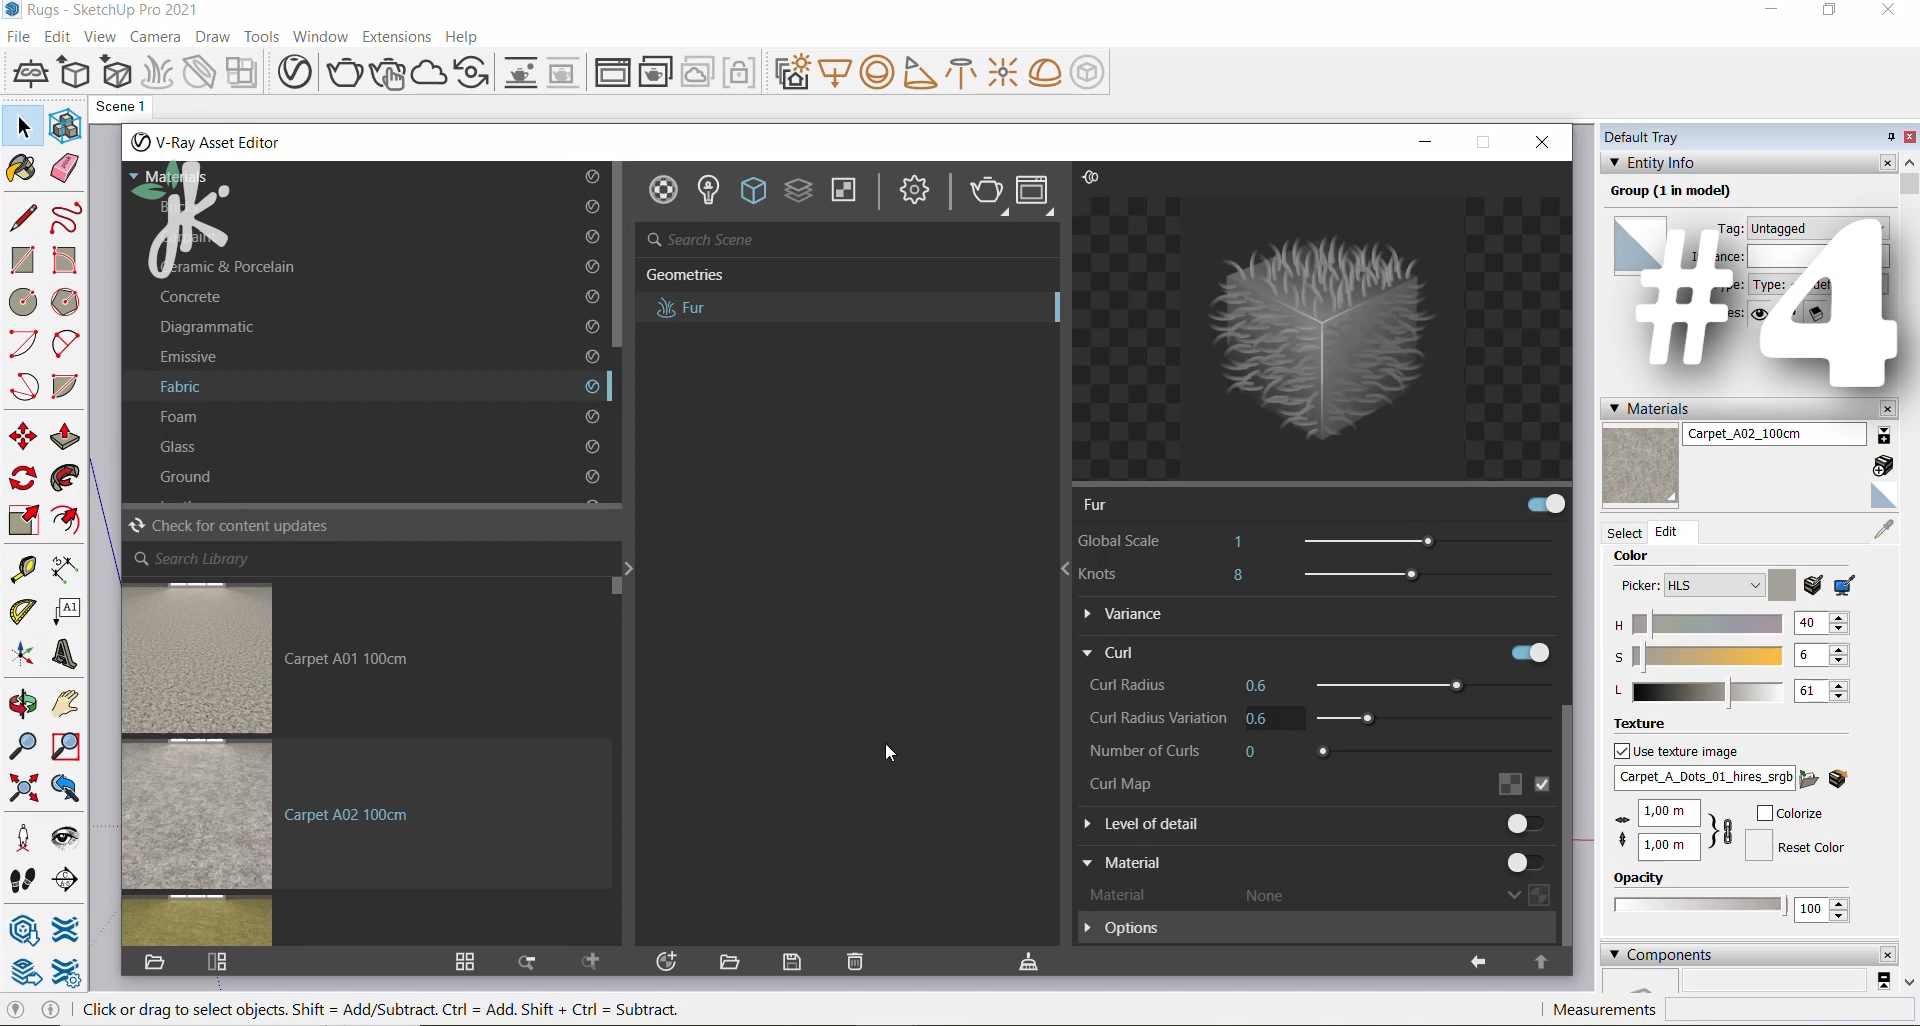 Rugs - SketchUp Pro 2021
File Edit View Camera Draw Tools Window Extensions Help
Scene 1
V-Ray Asset Editor
Materials
Ceramic & Porcelain
Concrete
Diagrammatic
Emissive
Fabric
Foam
Glass
Ground
Check for content updates
Search Library
Carpet A01 100cm
Carpet A02 100cm
Search Scene
Geometries
Fur
Fur
Global Scale 1
Knots 8
Variance
Curl
Curl Radius 0.6
Curl Radius Variation 0.6
Number of Curls 0
Curl Map
Level of detail
Material
Material None
Options
jk
#4
Default Tray
Entity Info
Group (1 in model)
Tag: Untagged
Type:
Materials
Carpet_A02_100cm
Select Edit
Color
Picker: HLS
H 40
S 6
L 61
Texture
Use texture image
Carpet_A_Dots_01_hires_srgb
1,00 m
Colorize
1,00 m
Reset Color
Opacity
100
Components
A1
Click or drag to select objects. Shift = Add/Subtract. Ctrl = Add. Shift + Ctrl = Subtract.
Measurements